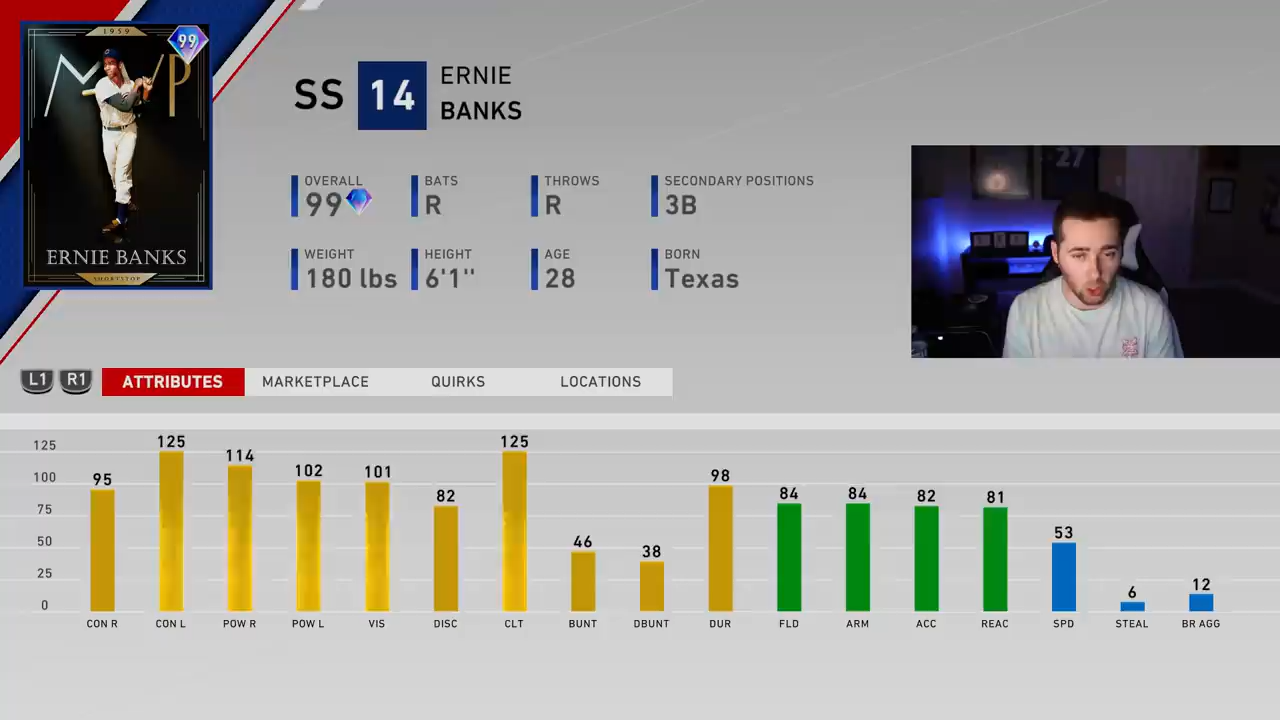 1959
99
MVP
ERNIE BANKS
SHORTSTOP
SS
14
ERNIE
BANKS
OVERALL
99
BATS
R
THROWS
R
SECONDARY POSITIONS
3B
WEIGHT
180 lbs
HEIGHT
6'1''
AGE
28
BORN
Texas
27
L1 R1 ATTRIBUTES MARKETPLACE QUIRKS LOCATIONS
125
100
75
50
25
0
95 125 114 102 101 82 125 46 38 98 84 84 82 81 53 6 12
CON R CON L POW R POW L VIS DISC CLT BUNT DBUNT DUR FLD ARM ACC REAC SPD STEAL BR AGG